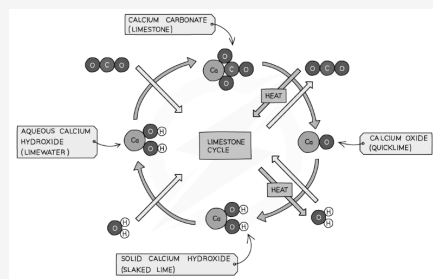 CALCIUM CARBONATE
(LIMESTONE)
O C O
O
Ca C O
O
O C O
HEAT
AQUEOUS CALCIUM
HYDROXIDE
(LIMEWATER)
O H
Ca
O H
LIMESTONE
CYCLE
Ca O
CALCIUM OXIDE
(QUICKLIME)
HEAT
O H
H
O H
Ca
O H
O H
H
SOLID CALCIUM HYDROXIDE
(SLAKED LIME)